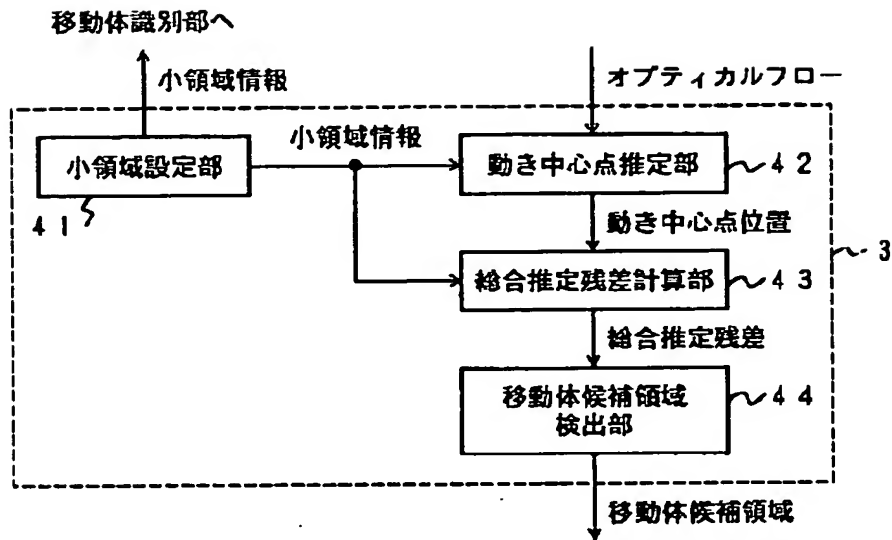 移動体識別部へ
小領域情報
オプティカルフロー
小領域情報
小領域設定部
動き中心点推定部
42
41
動き中心点位置
3
総合推定残差計算部
43
総合推定残差
移動体候補領域
検出部
44
移動体候補領域